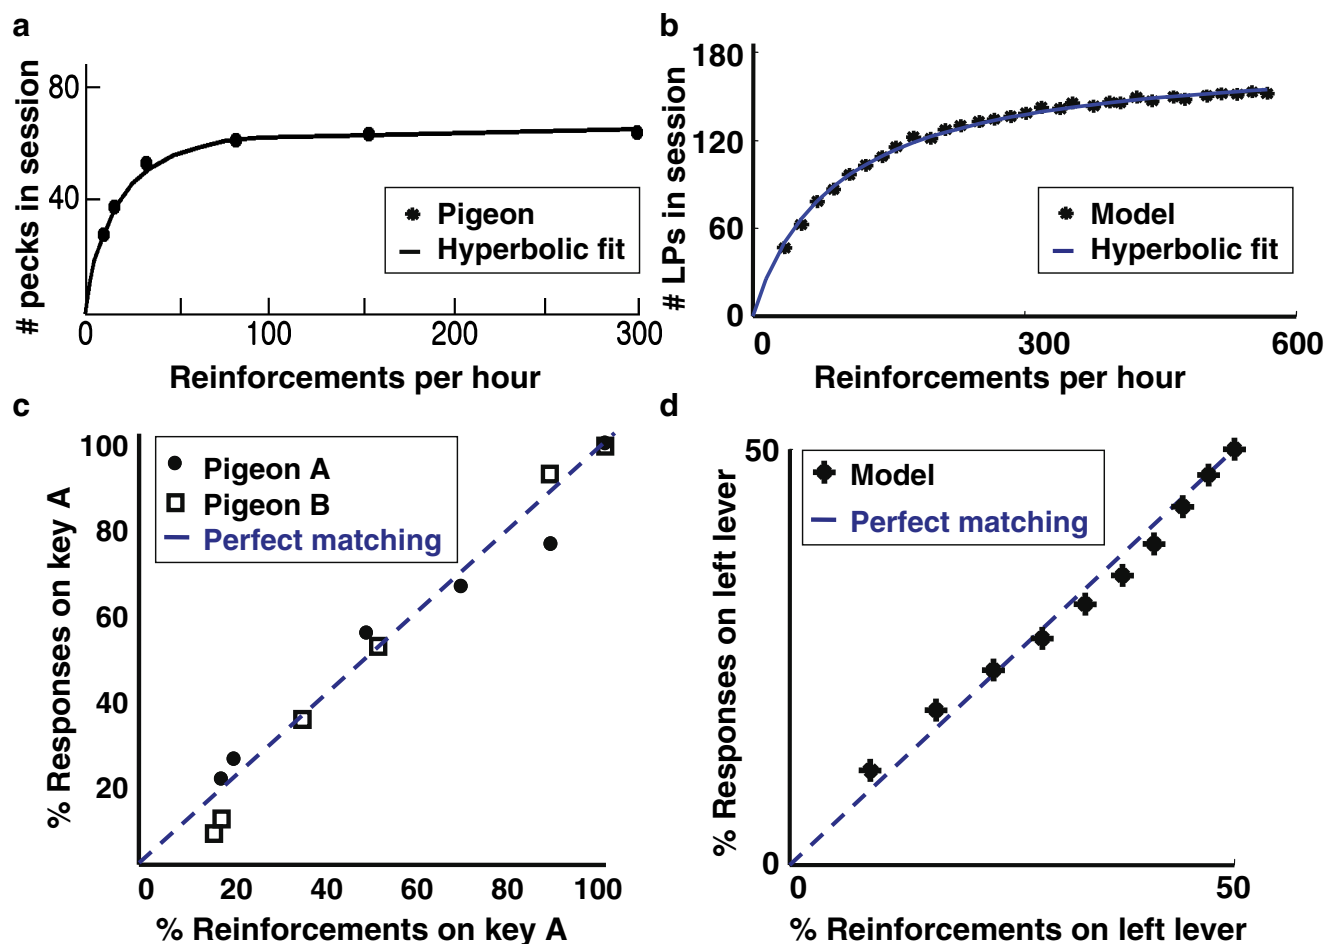 a
# pecks in session
80
40
Pigeon
Hyperbolic fit
0 100 200 300
Reinforcements per hour
b
# LPs in session
180
120
60
0
Model
Hyperbolic fit
0 300 600
Reinforcements per hour
c
% Responses on key A
100
80
60
40
20
Pigeon A
Pigeon B
Perfect matching
0 20 40 60 80 100
% Reinforcements on key A
d
% Responses on left lever
50
0
Model
Perfect matching
0 50
% Reinforcements on left lever